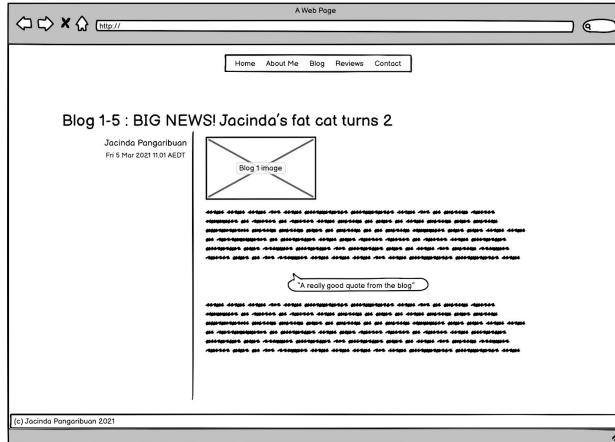 A Web Page
http://
Home About Me Blog Reviews Contact
Blog 1-5 : BIG NEWS! Jacinda's fat cat turns 2
Jacinda Pangaribuan
Fri 5 Mar 2021 11.01 AEDT
Blog 1 image
"A really good quote from the blog"
(c) Jacinda Pangaribuan 2021